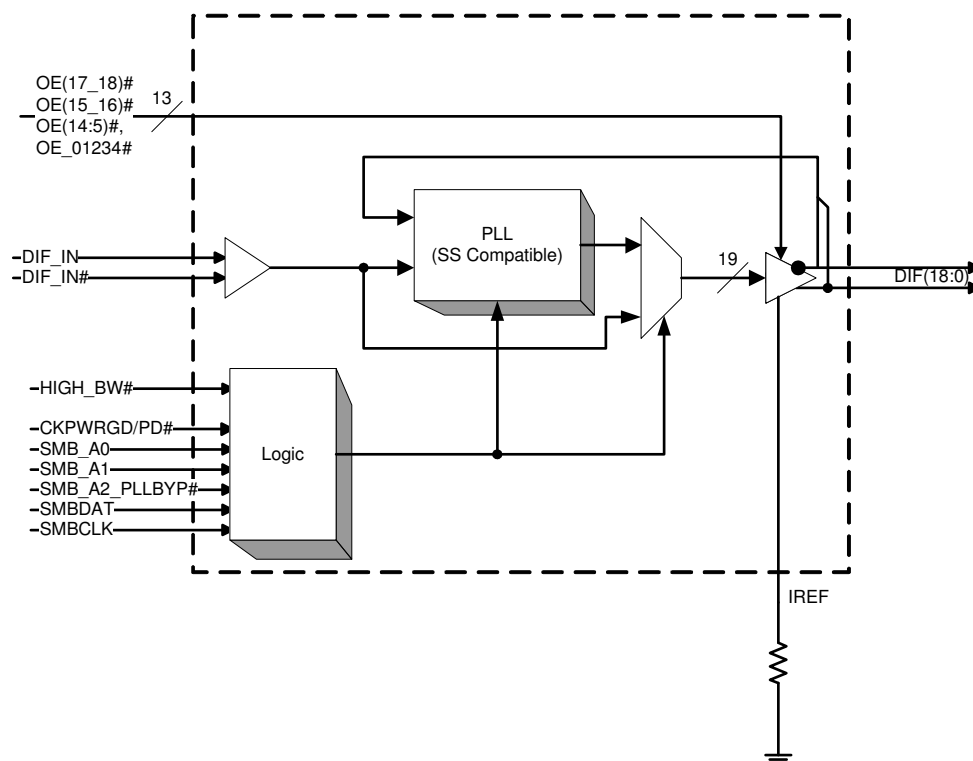 OE(17_18)#
OE(15_16)#
OE(14:5)#,
OE_01234#
13
DIF_IN
DIF_IN#
PLL
(SS Compatible)
19
DIF(18:0)
HIGH_BW#
CKPWRGD/PD#
SMB_A0
SMB_A1
SMB_A2_PLLBYP#
SMBDAT
SMBCLK
Logic
IREF